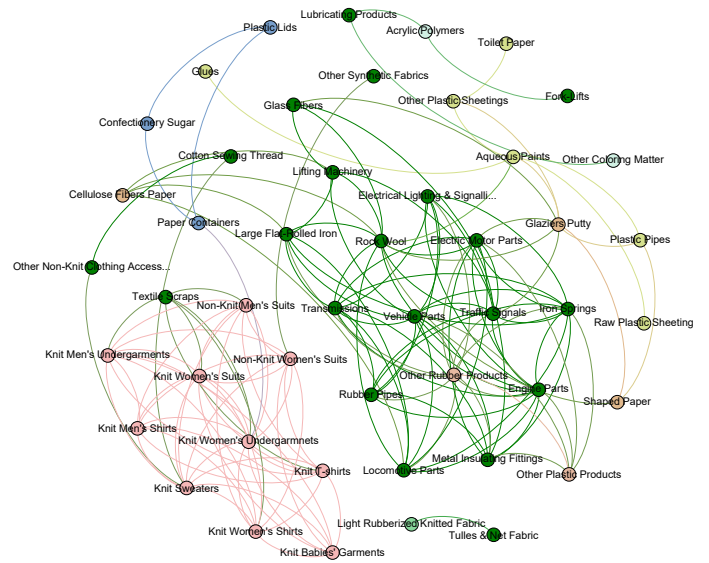 Lubricating Products
Plastic Lids
Acrylic Polymers
Toilet Paper
Glues
Other Synthetic Fabrics
Fork-Lifts
Other Plastic Sheetings
Glass Fibers
Confectionery Sugar
Cotton Sewing Thread
Aqueous Paints
Other Coloring Matter
Lifting Machinery
Cellulose Fibers Paper
Electrical Lighting & Signalli...
Paper Containers
Glaziers Putty
Large Flat-Rolled Iron
Rock Wool
Electric Motor Parts
Plastic Pipes
Other Non-Knit Clothing Access...
Textile Scraps
Non-Knit Men's Suits
Transmissions
Vehicle Parts
Traffic Signals
Iron Springs
Raw Plastic Sheeting
Knit Men's Undergarments
Non-Knit Women's Suits
Knit Women's Suits
Other Rubber Products
Rubber Pipes
Engine Parts
Shaped Paper
Knit Men's Shirts
Knit Women's Undergarmnets
Knit T-shirts
Locomotive Parts
Metal Insulating Fittings
Other Plastic Products
Knit Sweaters
Light Rubberized Knitted Fabric
Knit Women's Shirts
Tulles & Net Fabric
Knit Babies' Garments